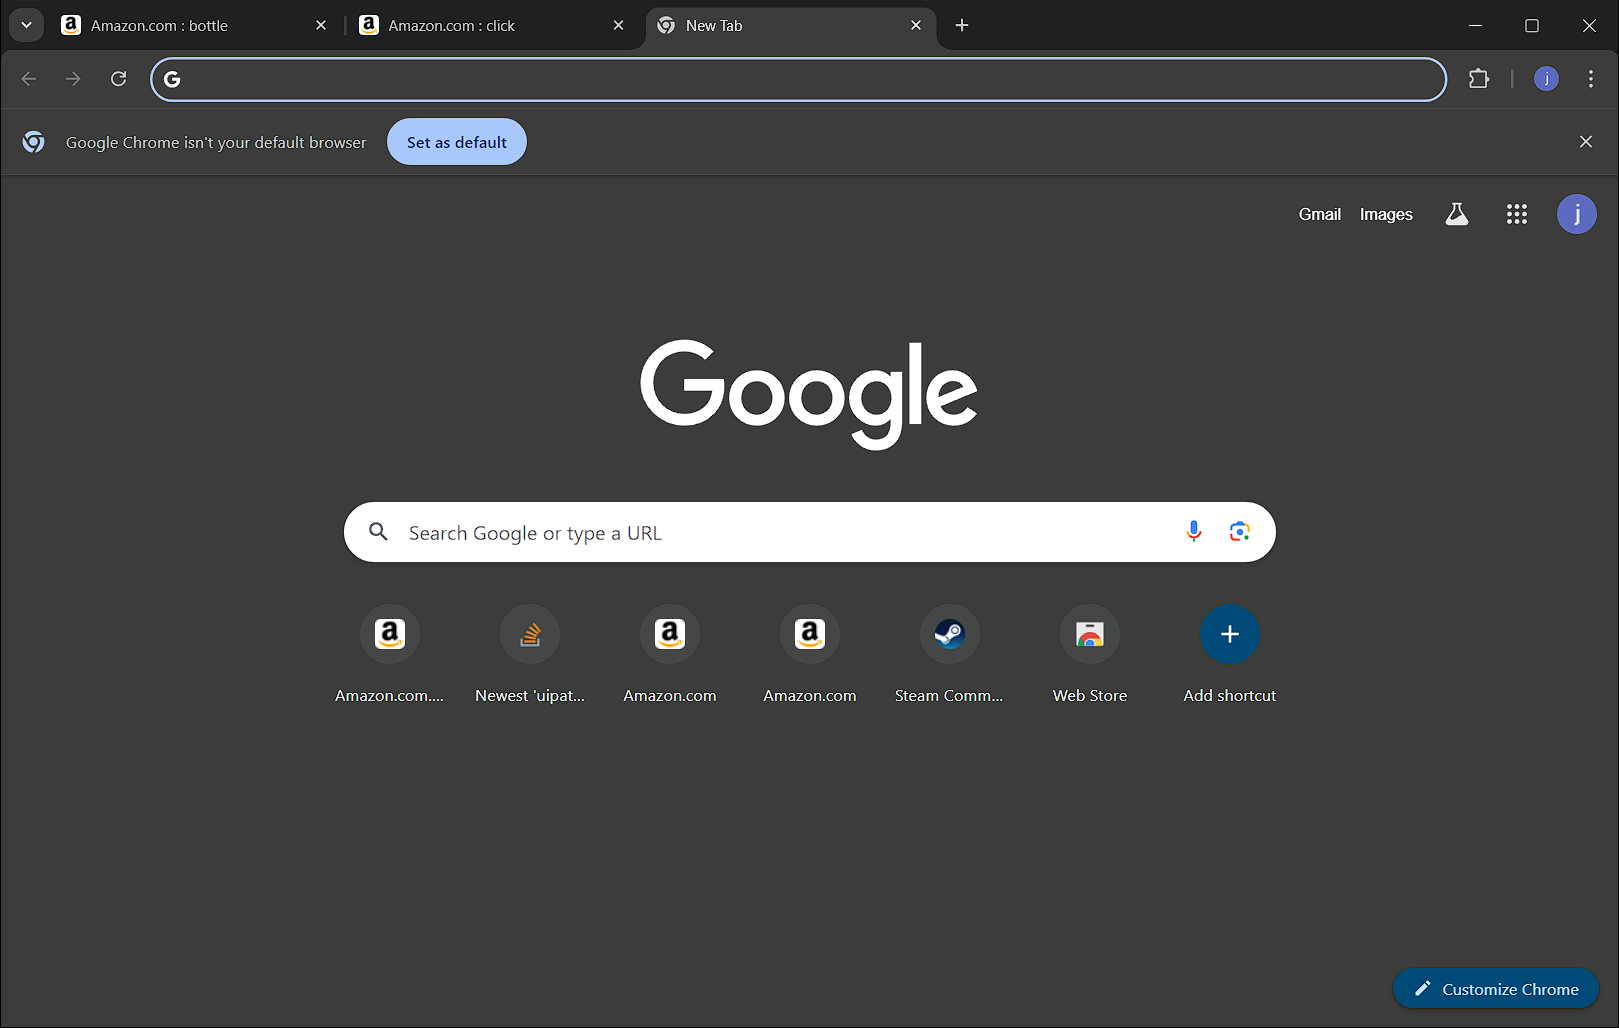 Amazon.com : bottle
Amazon.com : click
New Tab
Google Chrome isn't your default browser
Set as default
j
Gmail
Images
j
Google
Search Google or type a URL
Amazon.com....
Newest 'uipat...
Amazon.com
Amazon.com
Steam Comm...
Web Store
Add shortcut
Customize Chrome